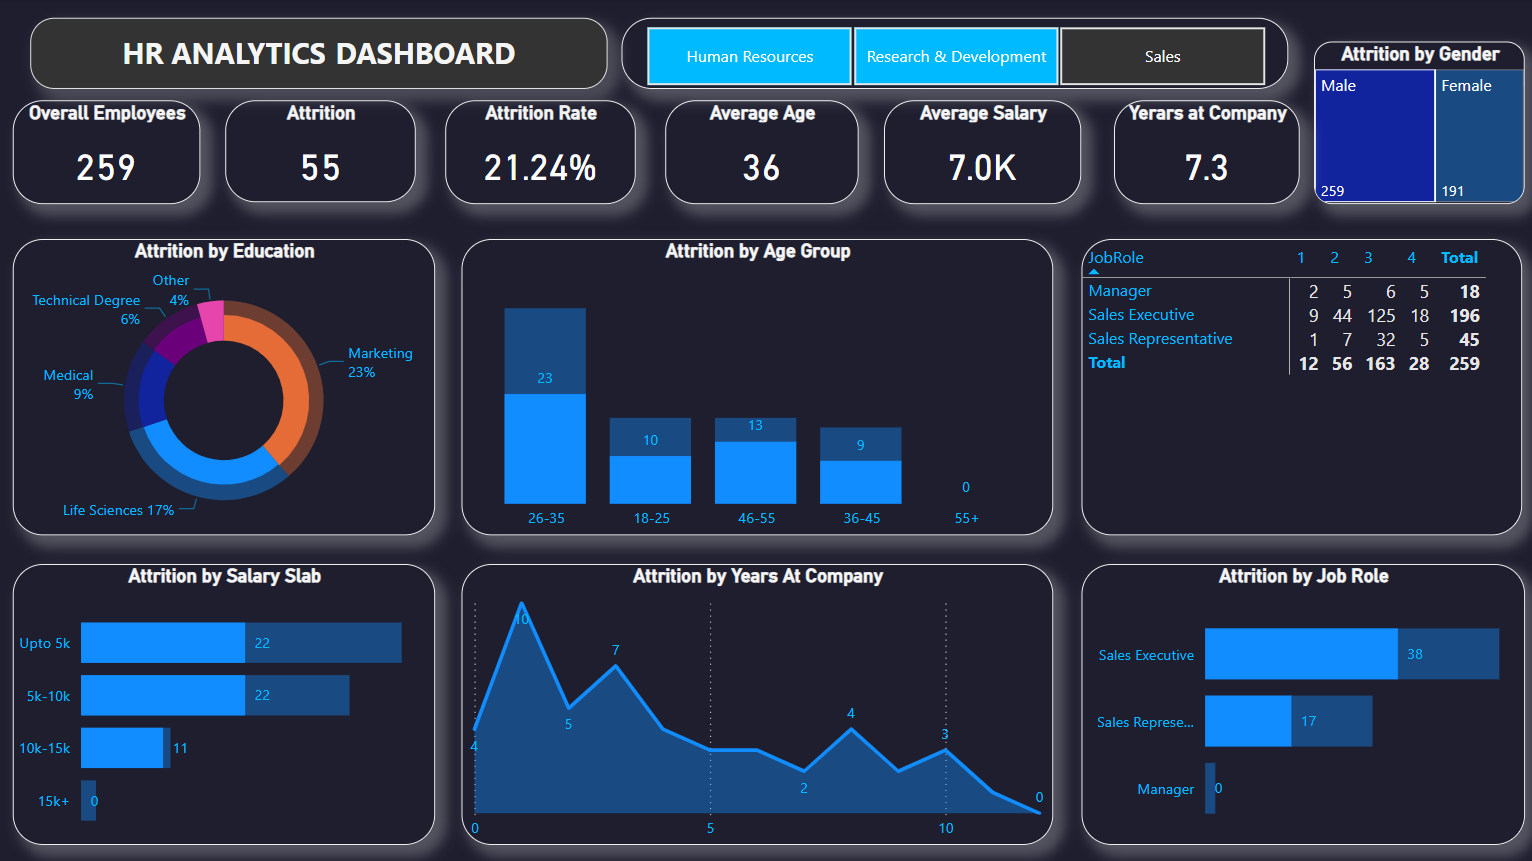 HR ANALYTICS DASHBOARD
Human Resources
Research & Development
Sales
Overall Employees
259
Attrition
55
Attrition Rate
21.24%
Average Age
36
Average Salary
7.0K
Yerars at Company
7.3
Attrition by Gender
Male
Female
259
191
Attrition by Education
Other
4%
Technical Degree
6%
Marketing
23%
Medical
9%
Life Sciences 17%
Attrition by Age Group
23
10
13
9
0
26-35
18-25
46-55
36-45
55+
JobRole 1 2 3 4 Total
Manager 2 5 6 5 18
Sales Executive 9 44 125 18 196
Sales Representative 1 7 32 5 45
Total 12 56 163 28 259
Attrition by Salary Slab
Upto 5k 22
5k-10k 22
10k-15k 11
15k+ 0
Attrition by Years At Company
10
7
5
4
4
3
2
0
0
5
10
Attrition by Job Role
Sales Executive 38
Sales Represe... 17
Manager 0